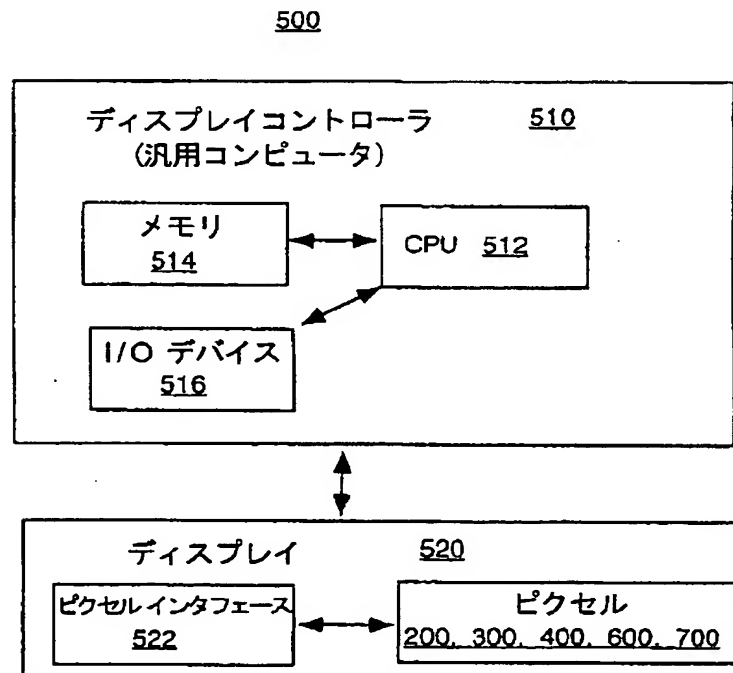 500
ディスプレイコントローラ 510
(汎用コンピュータ)
メモリ
514
CPU 512
I/O デバイス
516
ディスプレイ 520
ピクセル インタフェース
522
ピクセル
200, 300, 400, 600, 700